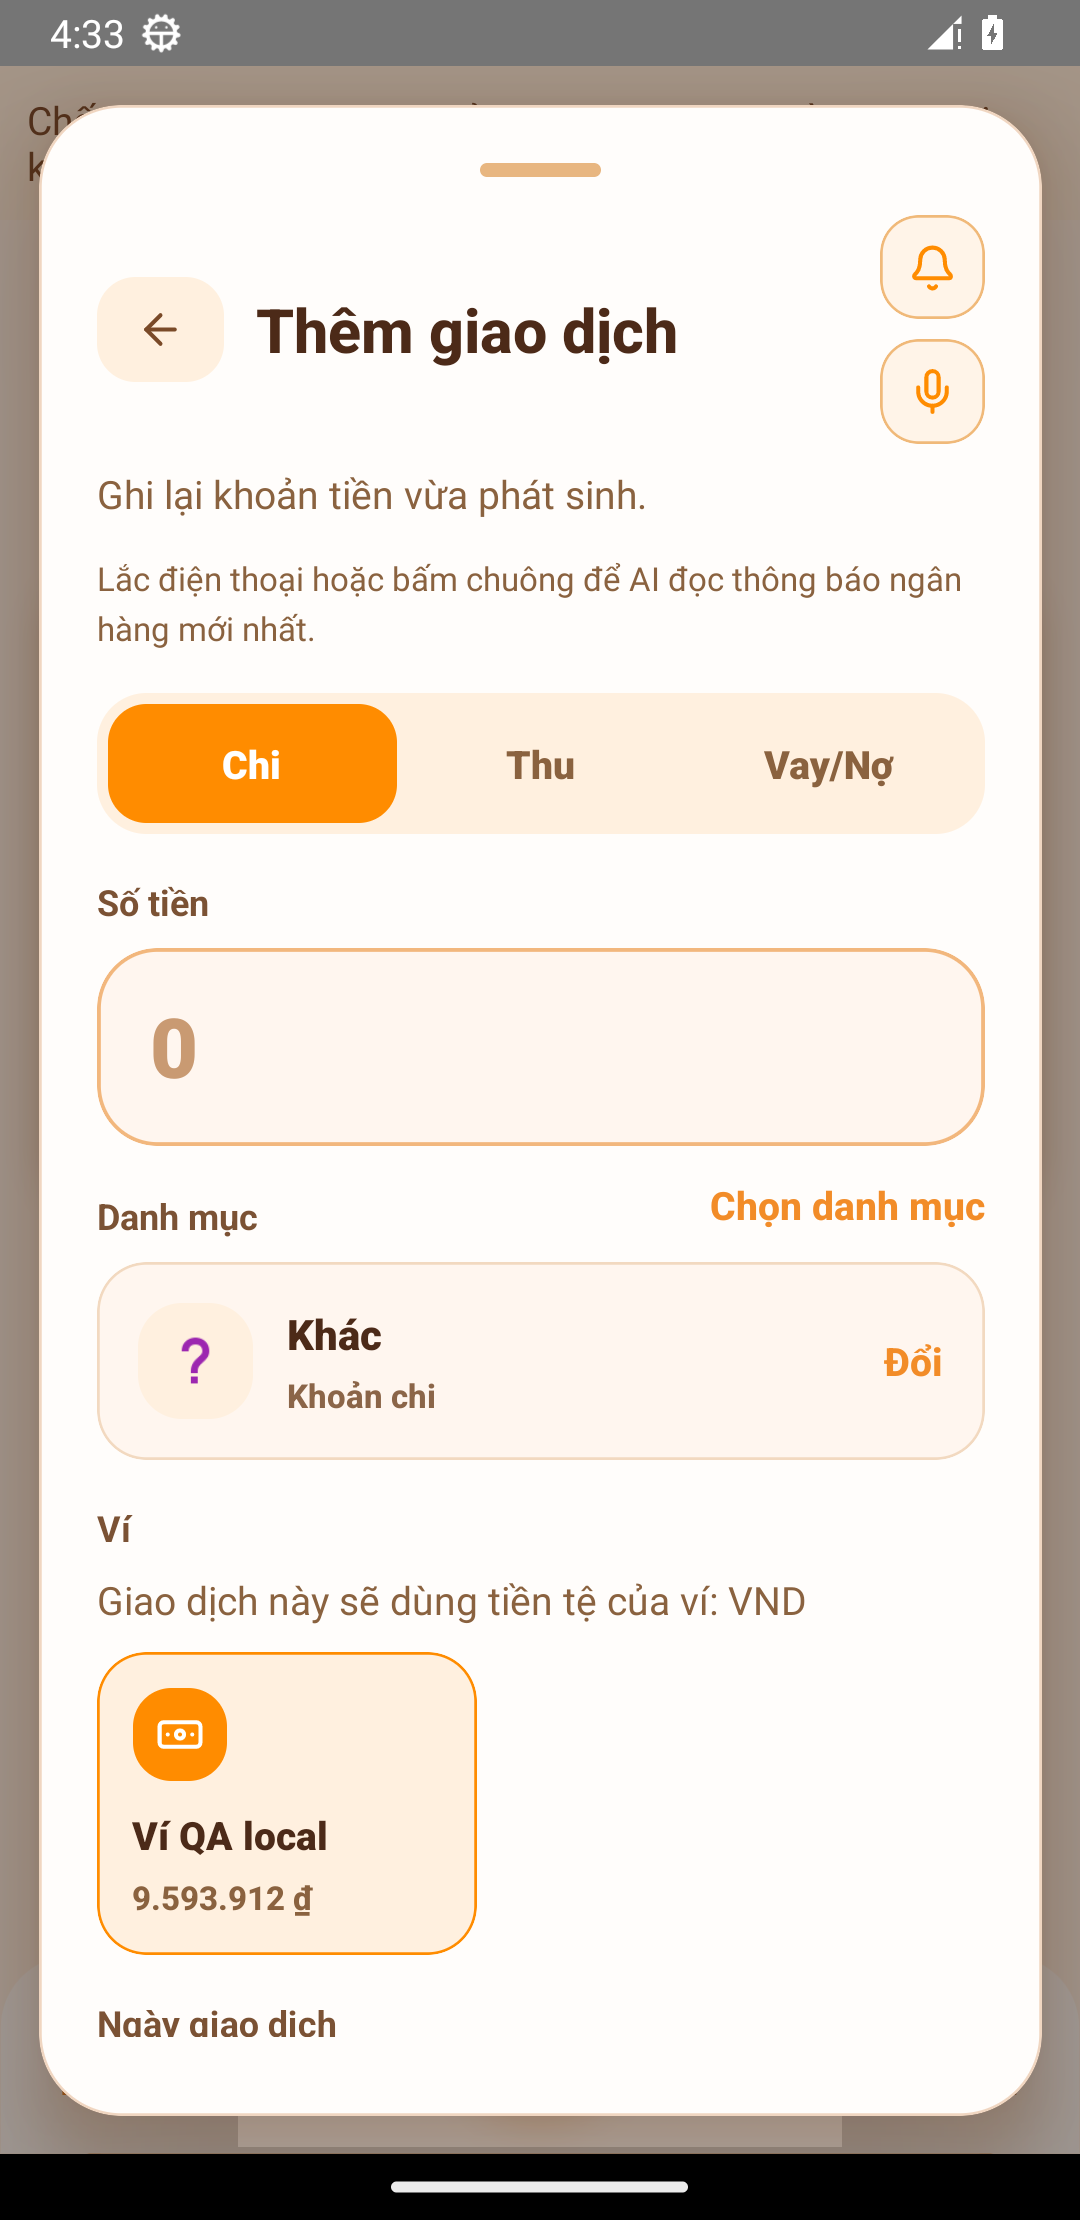 4:33
Thêm giao dịch
Ghi lại khoản tiền vừa phát sinh.
Lắc điện thoại hoặc bấm chuông để AI đọc thông báo ngân
hàng mới nhất.
Chi
Thu
Vay/Nợ
Số tiền
0
Danh mục
Chọn danh mục
?
Khác
Khoản chi
Đổi
Ví
Giao dịch này sẽ dùng tiền tệ của ví: VND
Ví QA local
9.593.912 ₫
Ngày giao dịch